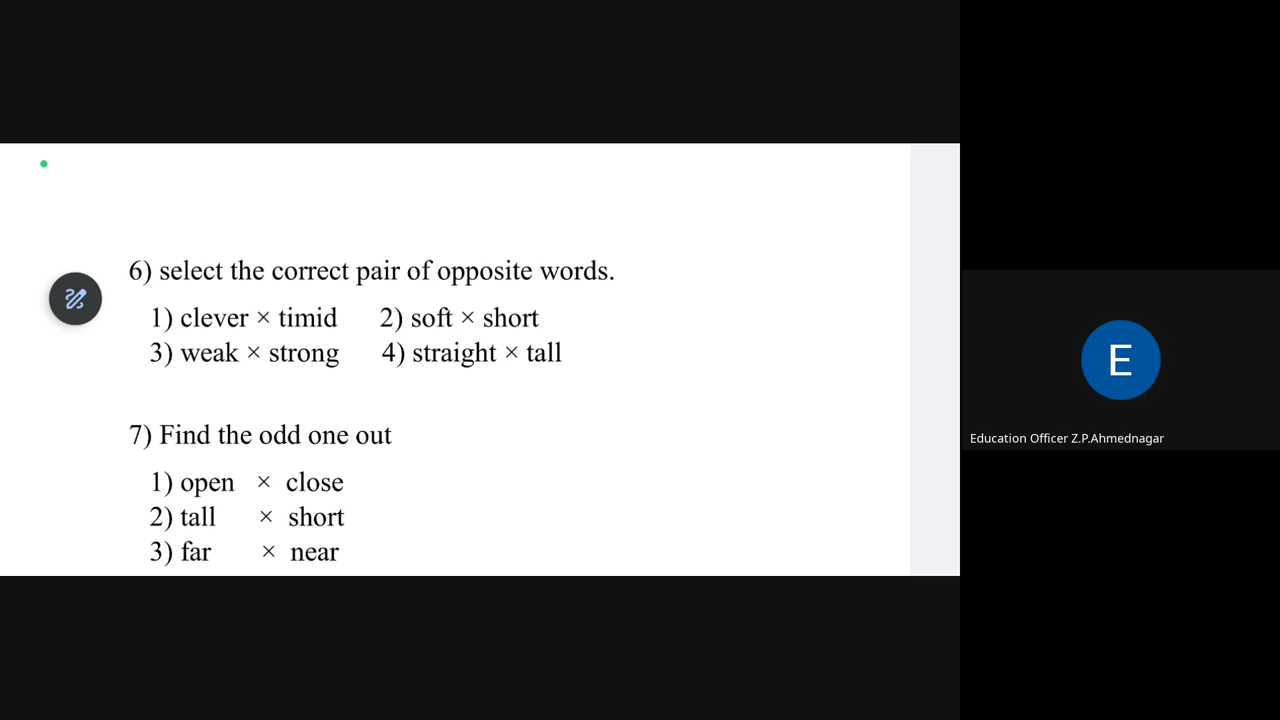 6) select the correct pair of opposite words.
1) clever × timid 2) soft × short
3) weak × strong 4) straight × tall
7) Find the odd one out
1) open × close
2) tall × short
3) far × near
E
Education Officer Z.P.Ahmednagar